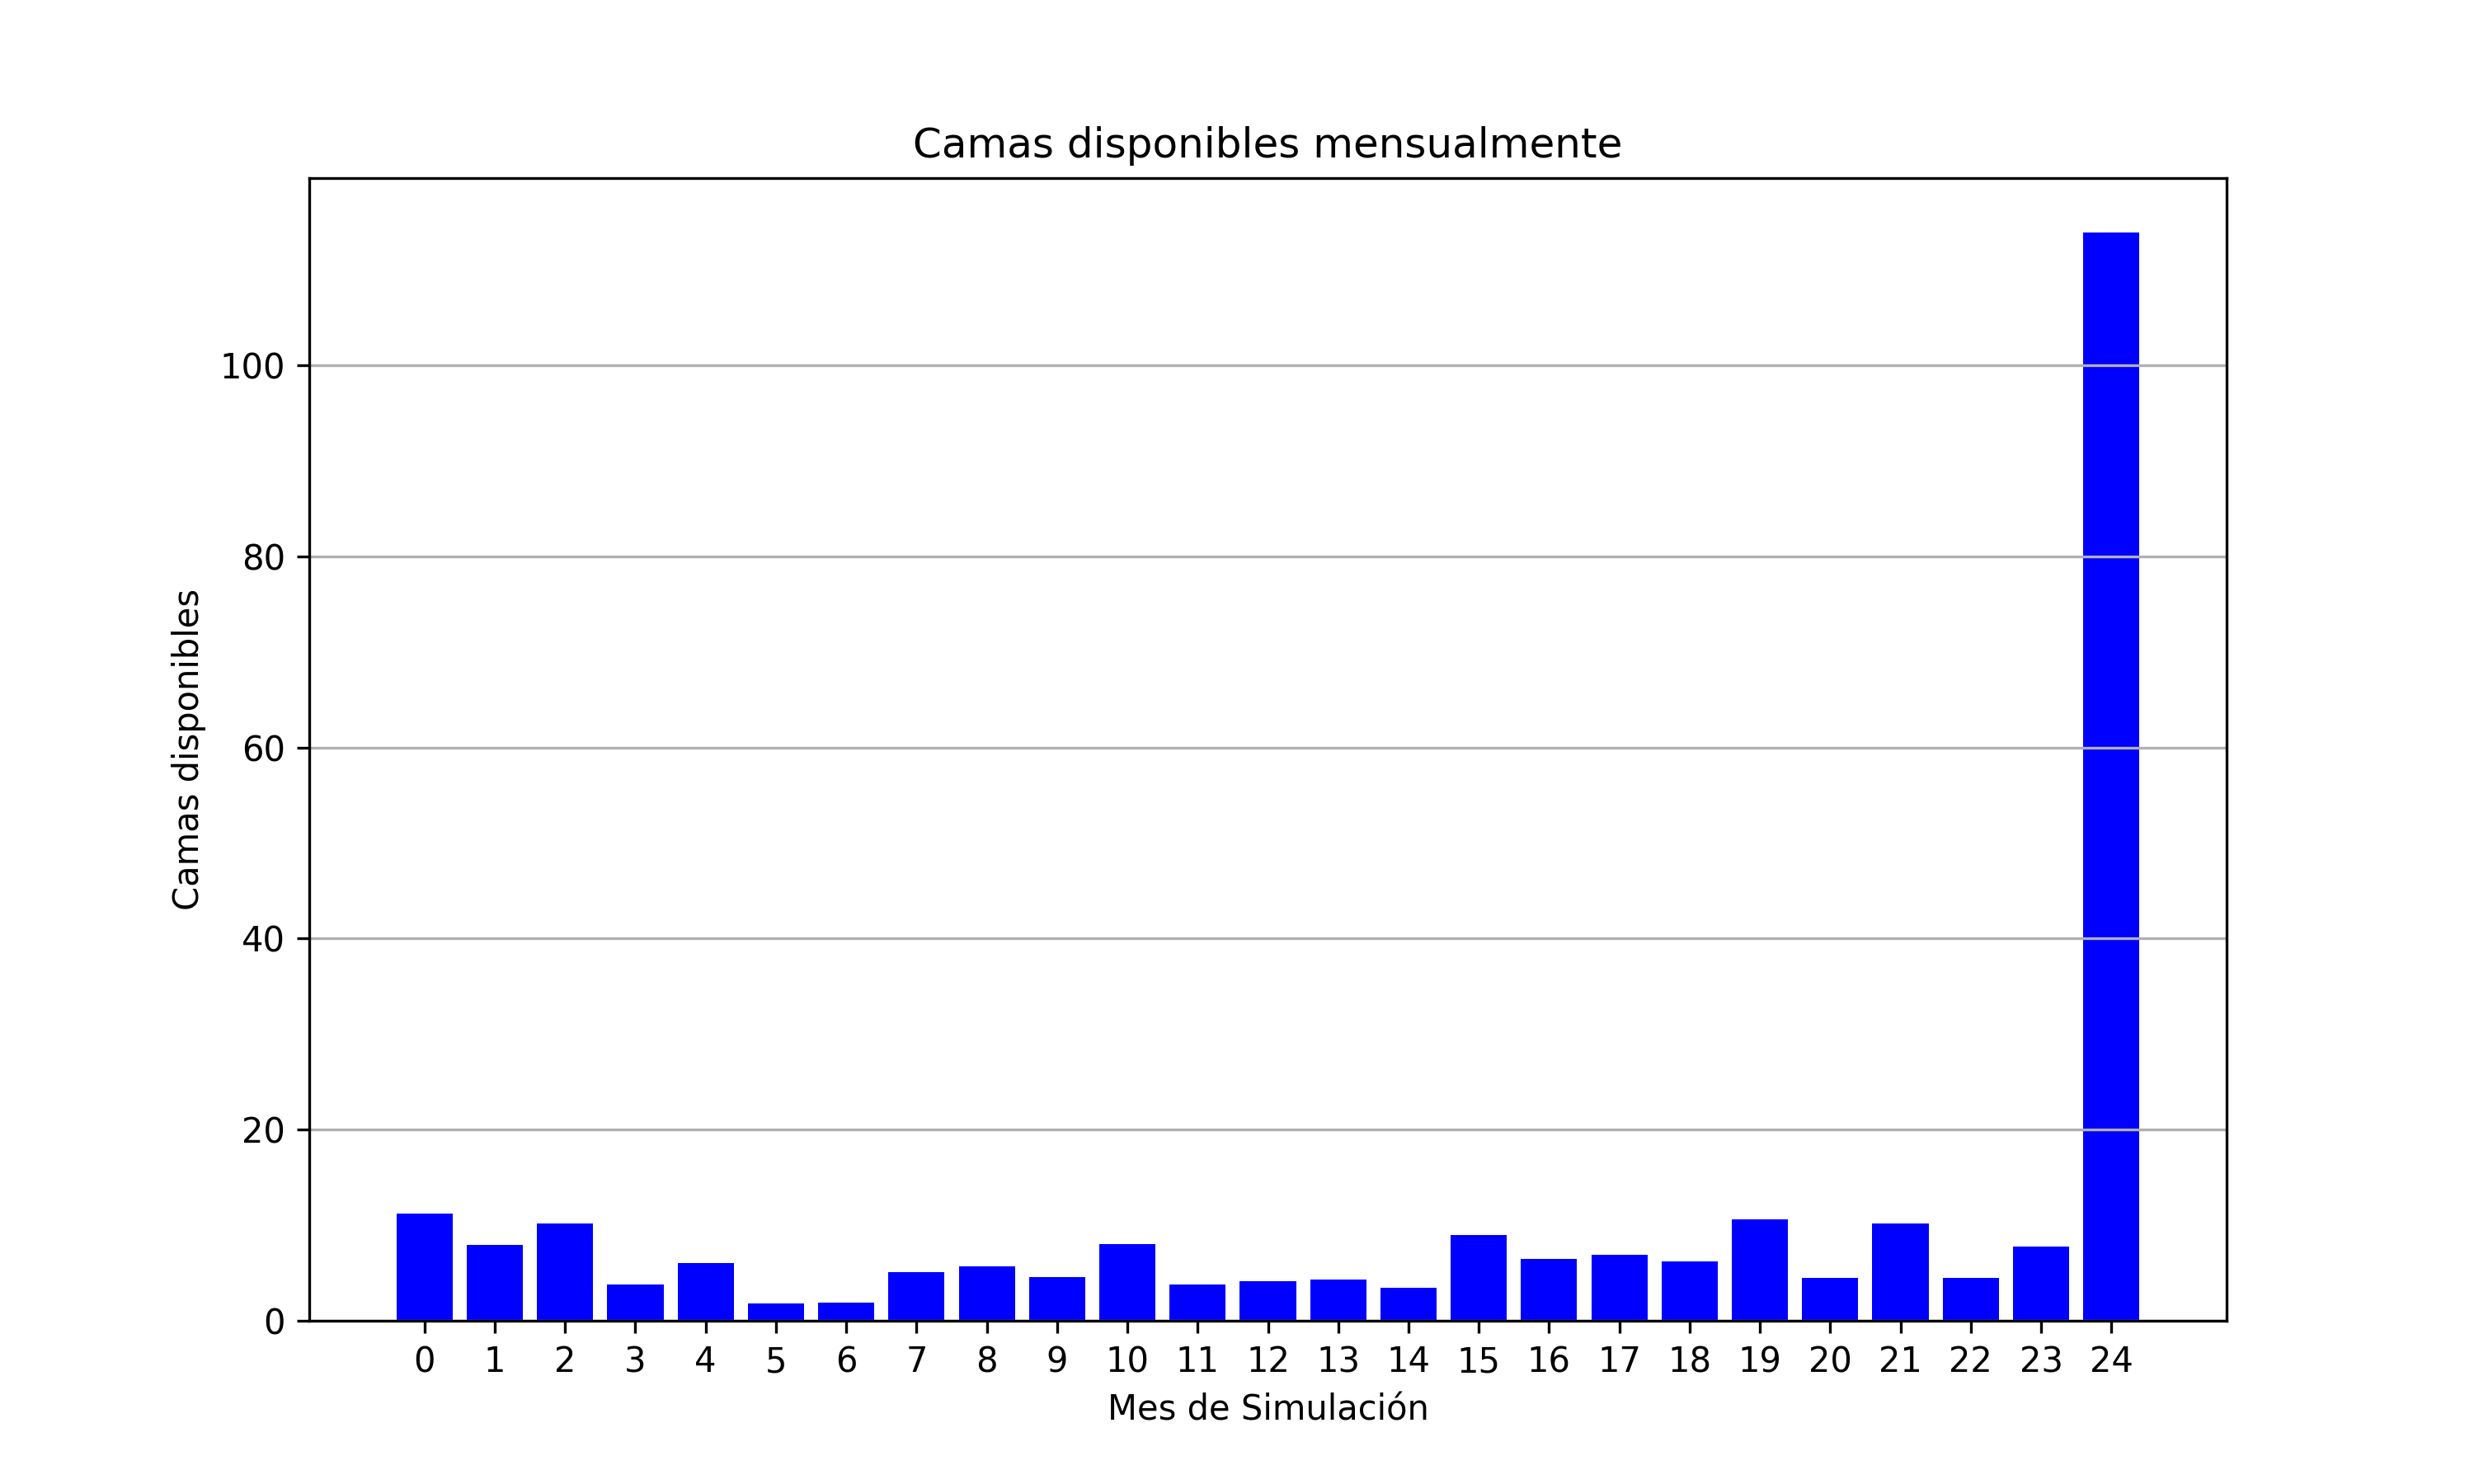 Camas disponibles mensualmente
Camas disponibles
100
80
60
40
20
0
0 1 2 3 4 5 6 7 8 9 10 11 12 13 14 15 16 17 18 19 20 21 22 23 24
Mes de Simulación